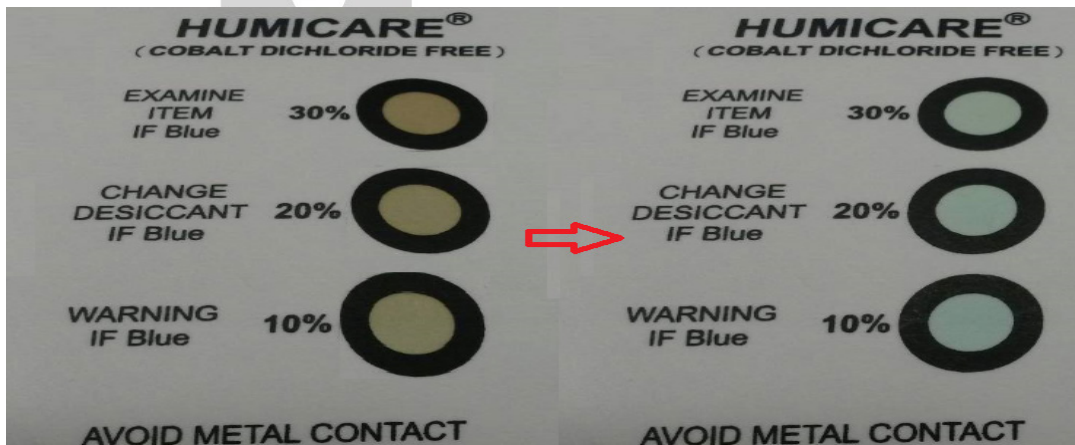 HUMICARE®
(COBALT DICHLORIDE FREE)
EXAMINE
ITEM 30%
IF Blue
CHANGE
DESICCANT 20%
IF Blue
WARNING 10%
IF Blue
AVOID METAL CONTACT
HUMICARE®
(COBALT DICHLORIDE FREE)
EXAMINE
ITEM 30%
IF Blue
CHANGE
DESICCANT 20%
IF Blue
WARNING 10%
IF Blue
AVOID METAL CONTACT